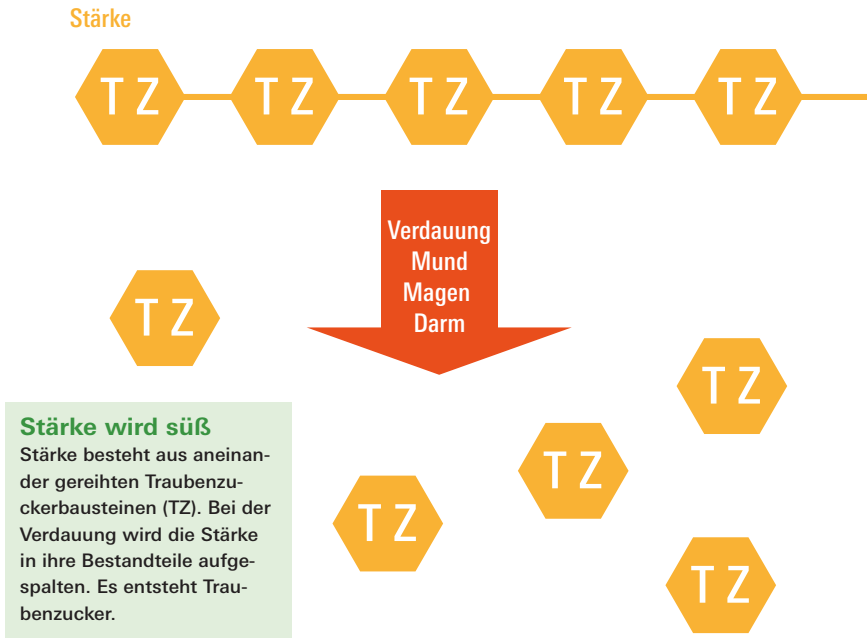 Stärke
T Z
T Z
T Z
T Z
T Z
Verdauung
Mund
Magen
Darm
T Z
T Z
T Z
T Z
T Z
Stärke wird süß
Stärke besteht aus aneinan-
der gereihten Traubenzu-
ckerbausteinen (TZ). Bei der
Verdauung wird die Stärke
in ihre Bestandteile aufge-
spalten. Es entsteht Trau-
benzucker.